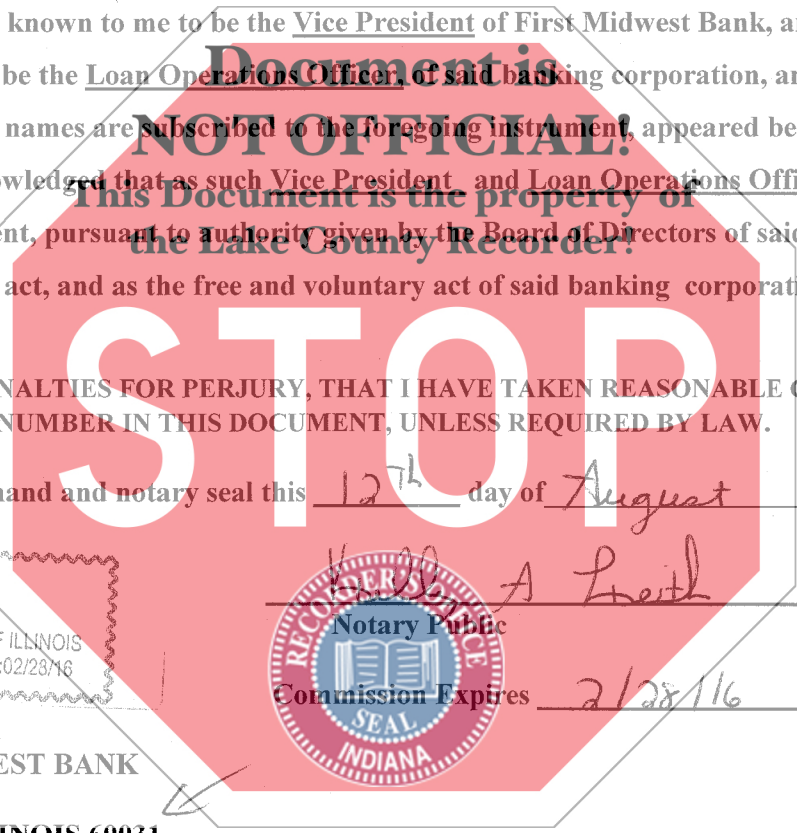 known to me to be the Vice President of First Midwest Bank, a
Document is
be the Loan Operations Officer, of said banking corporation, an
NOT OFFICIAL!
names are subscribed to the foregoing instrument, appeared be
This Document is the property of
owledged that as such Vice President and Loan Operations Offi
the Lake County Recorder!
ent, pursuant to authority given by the Board of Directors of said
act, and as the free and voluntary act of said banking corporati
STOP
NALTIES FOR PERJURY, THAT I HAVE TAKEN REASONABLE C
NUMBER IN THIS DOCUMENT, UNLESS REQUIRED BY LAW.
hand and notary seal this 12th day of August
A
Notary Public
RECORDER'S OFFICE
SEAL
INDIANA
F ILLINOIS
:02/28/16
Commission Expires 2/28/16
EST BANK
INOIS 60031